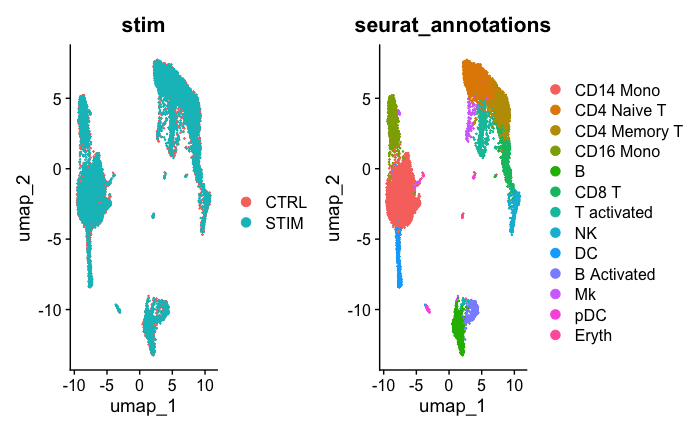 stim
seurat_annotations
5
0
-5
-10
umap_2
-10
-5
0
5
10
umap_1
CTRL
STIM
5
0
-5
-10
umap_2
-10
-5
0
5
10
umap_1
CD14 Mono
CD4 Naive T
CD4 Memory T
CD16 Mono
B
CD8 T
T activated
NK
DC
B Activated
Mk
pDC
Eryth